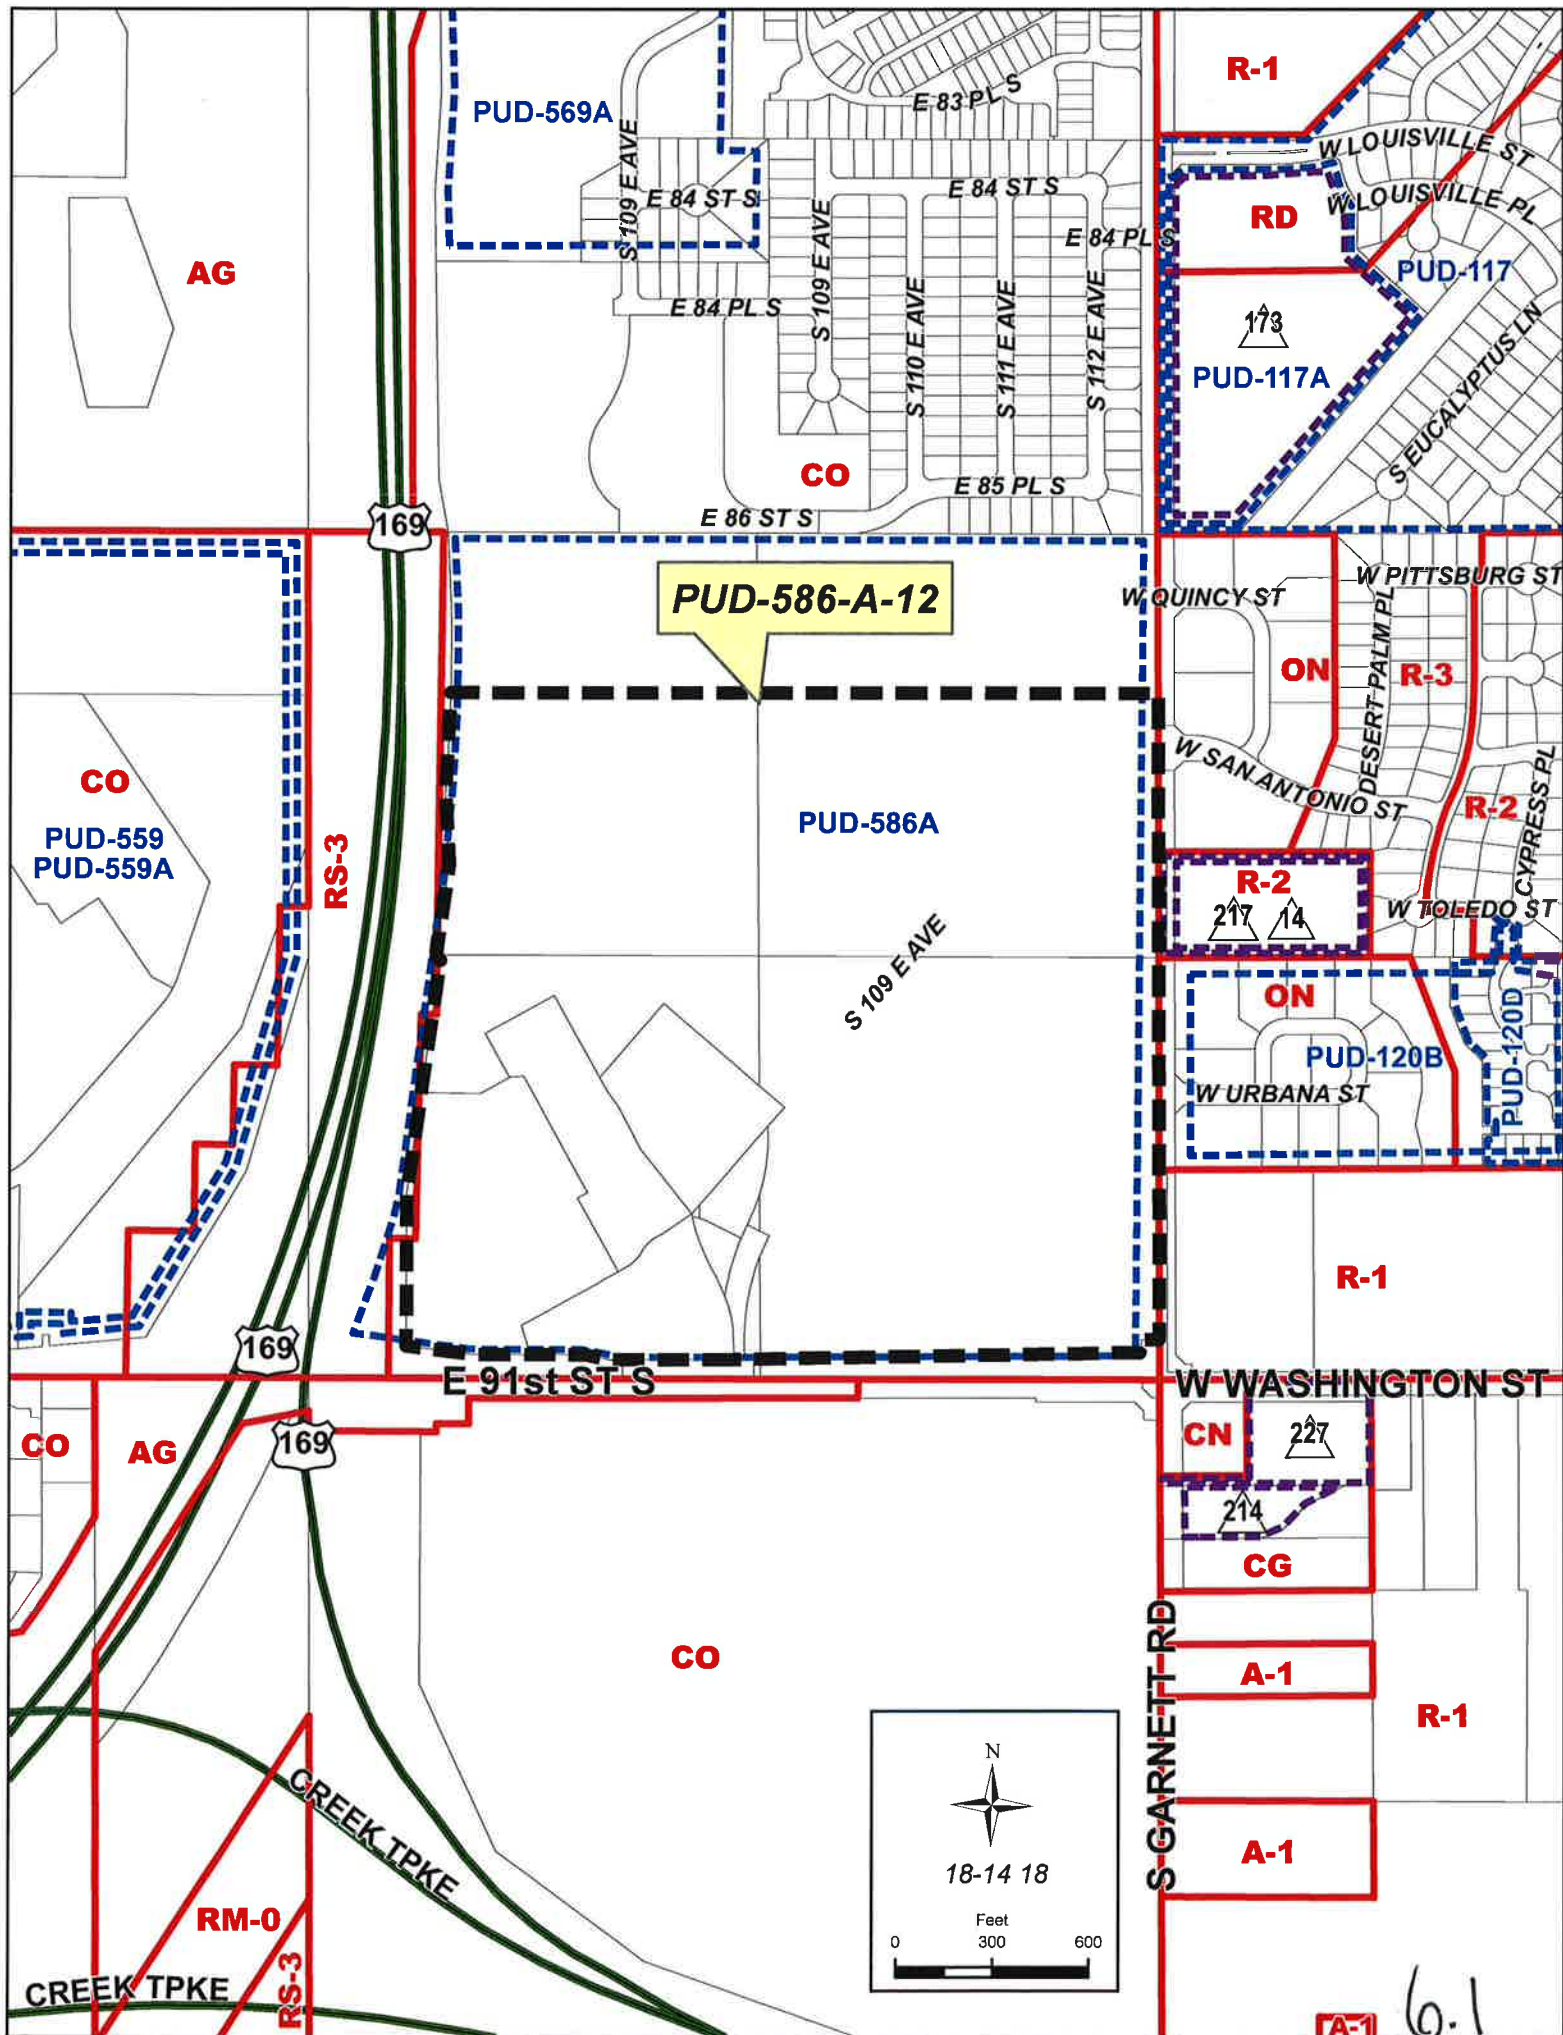 R-1
PUD-569A
E 83 PL S
S 109 E AVE
W LOUISVILLE ST
E 84 ST S
E 84 ST S
W LOUISVILLE PL
RD
S 109 E AVE
E 84 PL S
AG
PUD-117
E 84 PL S
S 110 E AVE
S 111 E AVE
S 112 E AVE
173
PUD-117A
S EUCALYPTUS LN
CO
E 85 PL S
E 86 ST S
169
PUD-586-A-12
W QUINCY ST
W PITTSBURG ST
DESERT PALM PL
ON
R-3
W SAN ANTONIO ST
CYPRESS PL
CO
PUD-559
PUD-559A
RS-3
PUD-586A
R-2
R-2
217
14
W TOLEDO ST
S 109 E AVE
ON
PUD-120B
PUD-120D
W URBANA ST
R-1
169
E 91st ST S
W WASHINGTON ST
CO
AG
169
CN
227
214
CG
S GARNETT RD
CO
A-1
R-1
N
18-14 18
Feet
0
300
600
A-1
CREEK TPKE
RM-0
RS-3
CREEK TPKE
A-1
6.1